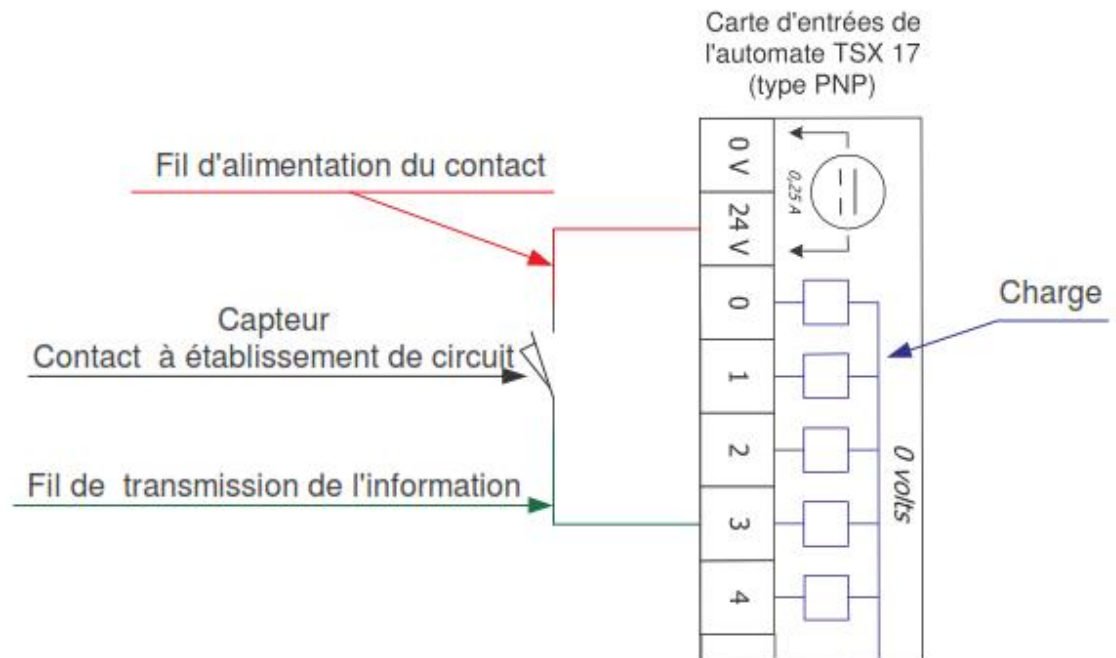 Carte d'entrées de
l'automate TSX 17
(type PNP)
Fil d'alimentation du contact
0 V
0,25 A
24 V
0
Charge
Capteur
Contact à établissement de circuit
1
2
0 volts
Fil de transmission de l'information
3
4